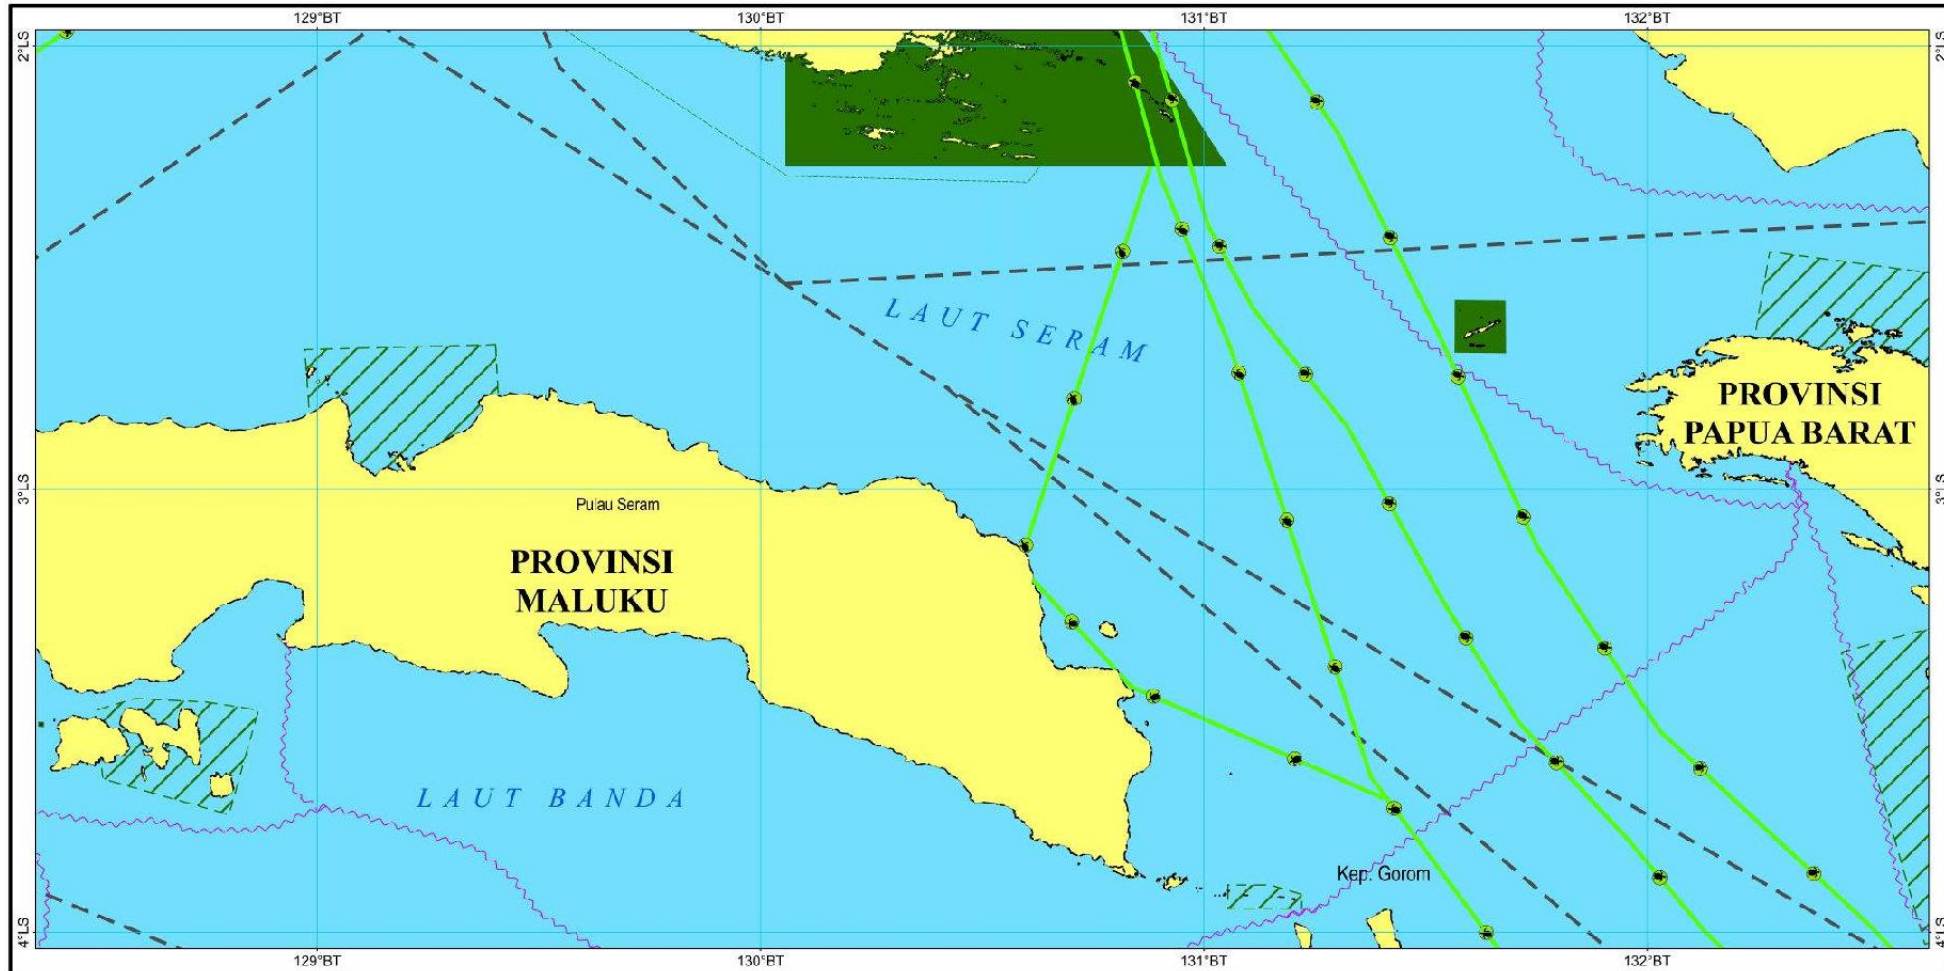 129°BT
130°BT
131°BT
132°BT
2°LS
2°LS
LAUT SERAM
PROVINSI
PAPUA BARAT
3°LS
3°LS
Pulau Seram
PROVINSI
MALUKU
LAUT BANDA
Kep. Gorom
4°LS
4°LS
129°BT
130°BT
131°BT
132°BT